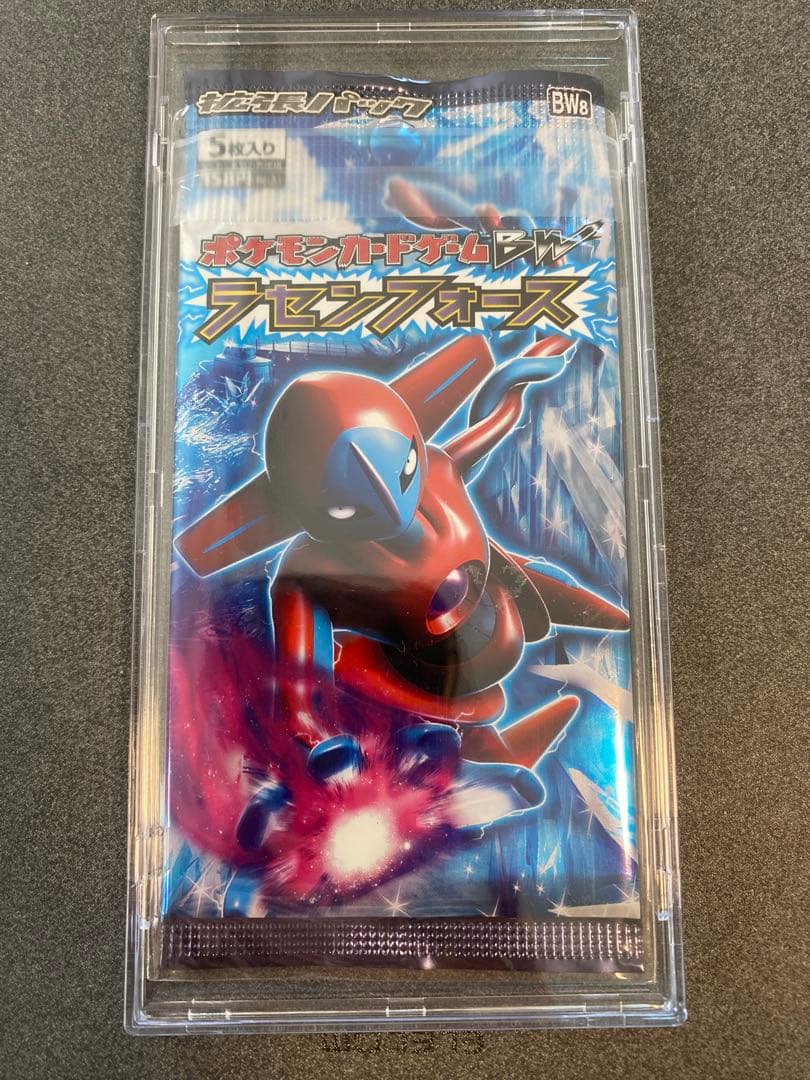 拡張パック
BW8
5枚入り
ポケモンカードゲームBW
ラセンフォース